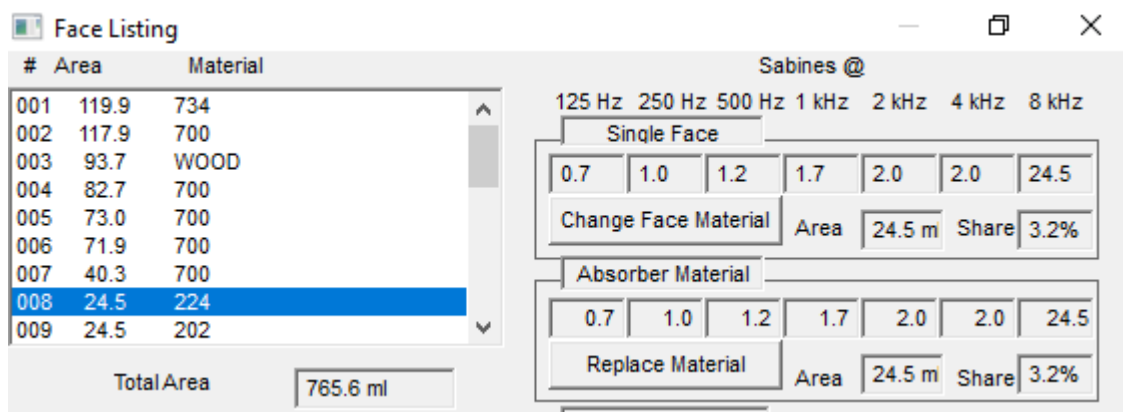 Face Listing
# Area Material
Sabines @
125 Hz 250 Hz 500 Hz 1 kHz 2 kHz 4 kHz 8 kHz
001 119.9 734
002 117.9 700
003 93.7 WOOD
004 82.7 700
005 73.0 700
006 71.9 700
007 40.3 700
008 24.5 224
009 24.5 202
Total Area 765.6 ml
Single Face
0.7 1.0 1.2 1.7 2.0 2.0 24.5
Change Face Material Area 24.5 m Share 3.2%
Absorber Material
0.7 1.0 1.2 1.7 2.0 2.0 24.5
Replace Material Area 24.5 m Share 3.2%